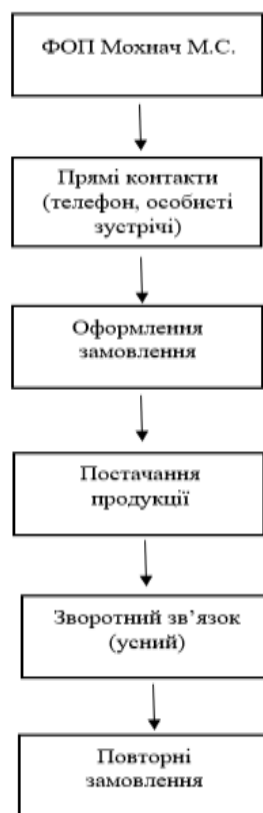 ФОП Мохнач М.С.
Прямі контакти
(телефон, особисті
зустрічі)
Оформлення
замовлення
Постачання
продукції
Зворотний зв’язок
(усний)
Повторні
замовлення